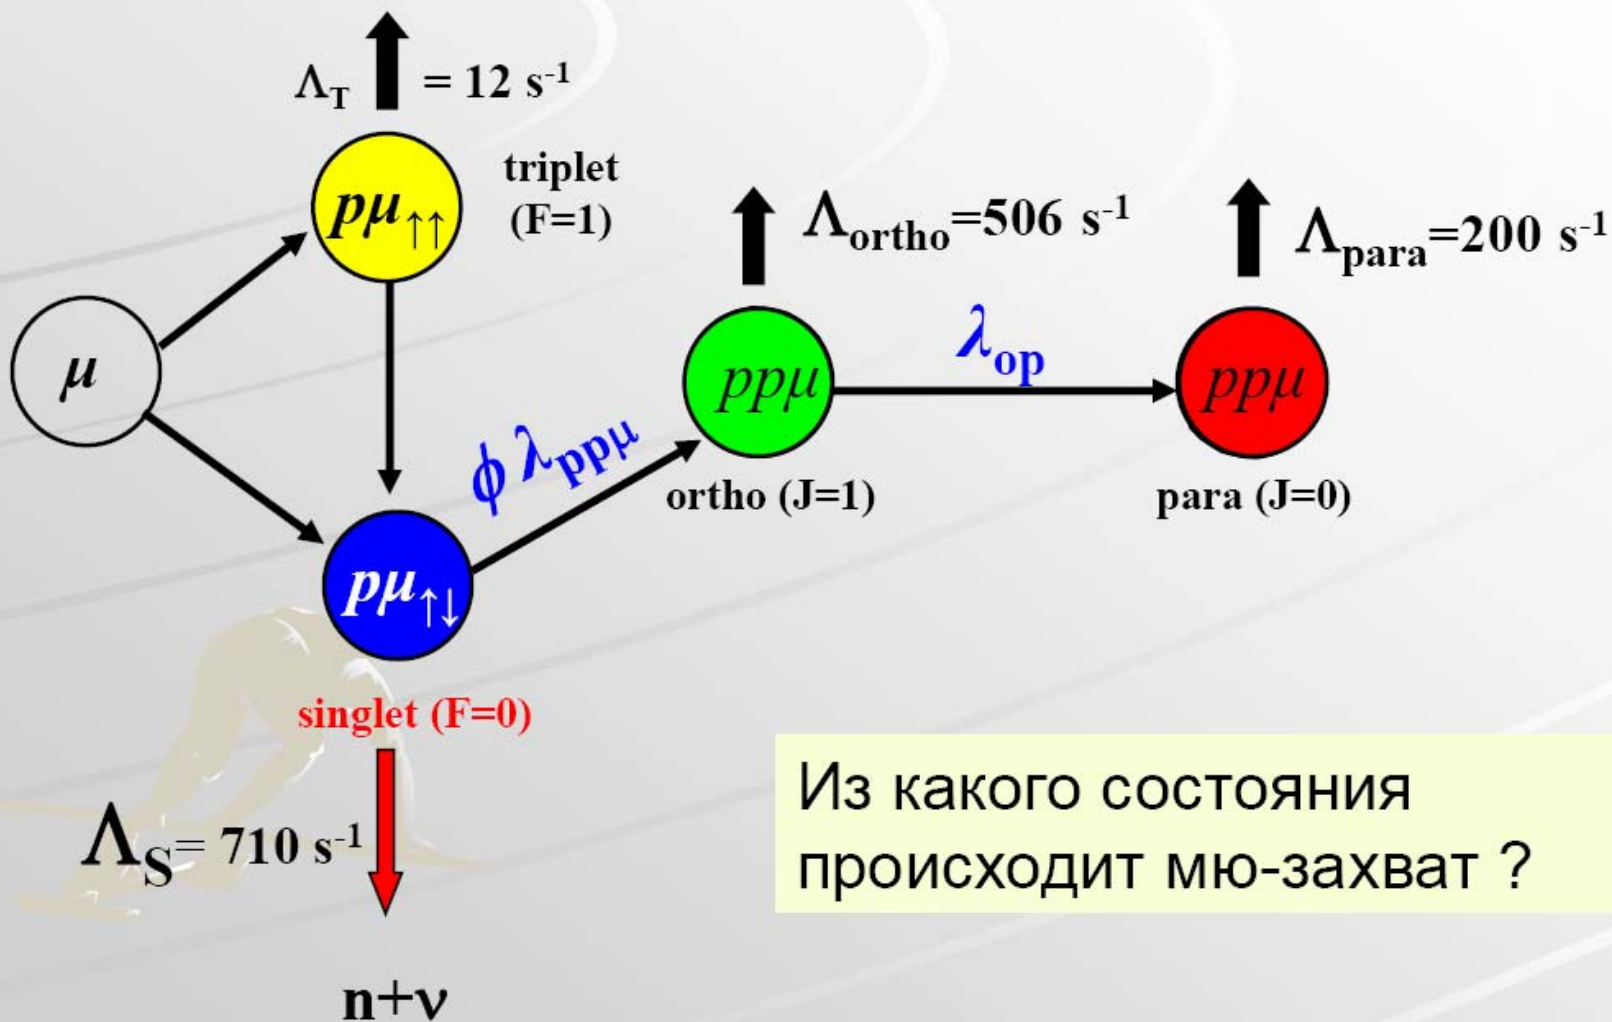 Λ_T = 12 s⁻¹
pμ↑↑
triplet
(F=1)
μ
pμ↑↓
singlet (F=0)
Λ_S= 710 s⁻¹
n+ν
ϕ λ_ppμ
Λ_ortho=506 s⁻¹
ppμ
ortho (J=1)
λ_op
Λ_para=200 s⁻¹
ppμ
para (J=0)
Из какого состояния
происходит мю-захват ?